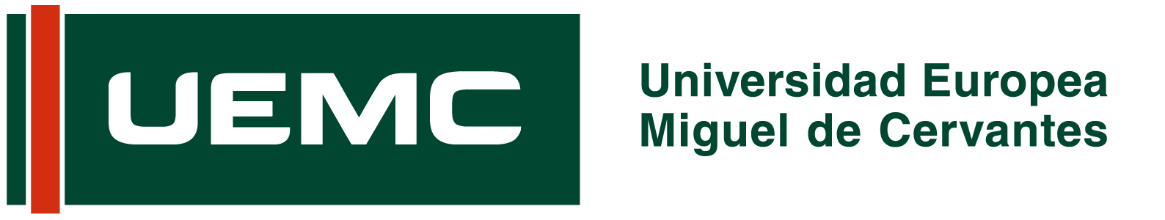 UEMC
Universidad Europea
Miguel de Cervantes